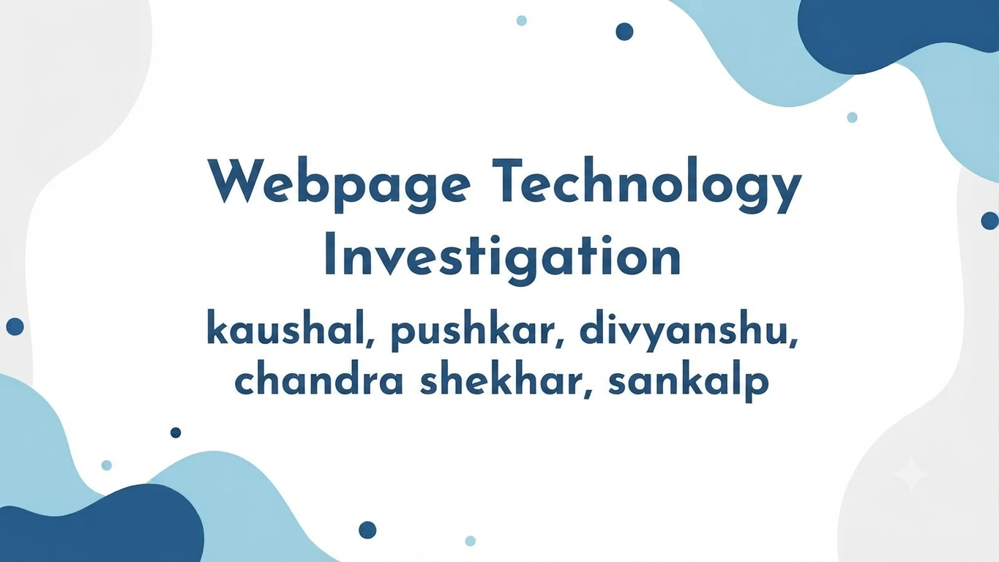 Webpage Technology
Investigation
kaushal, pushkar, divyanshu,
chandra shekhar, sankalp